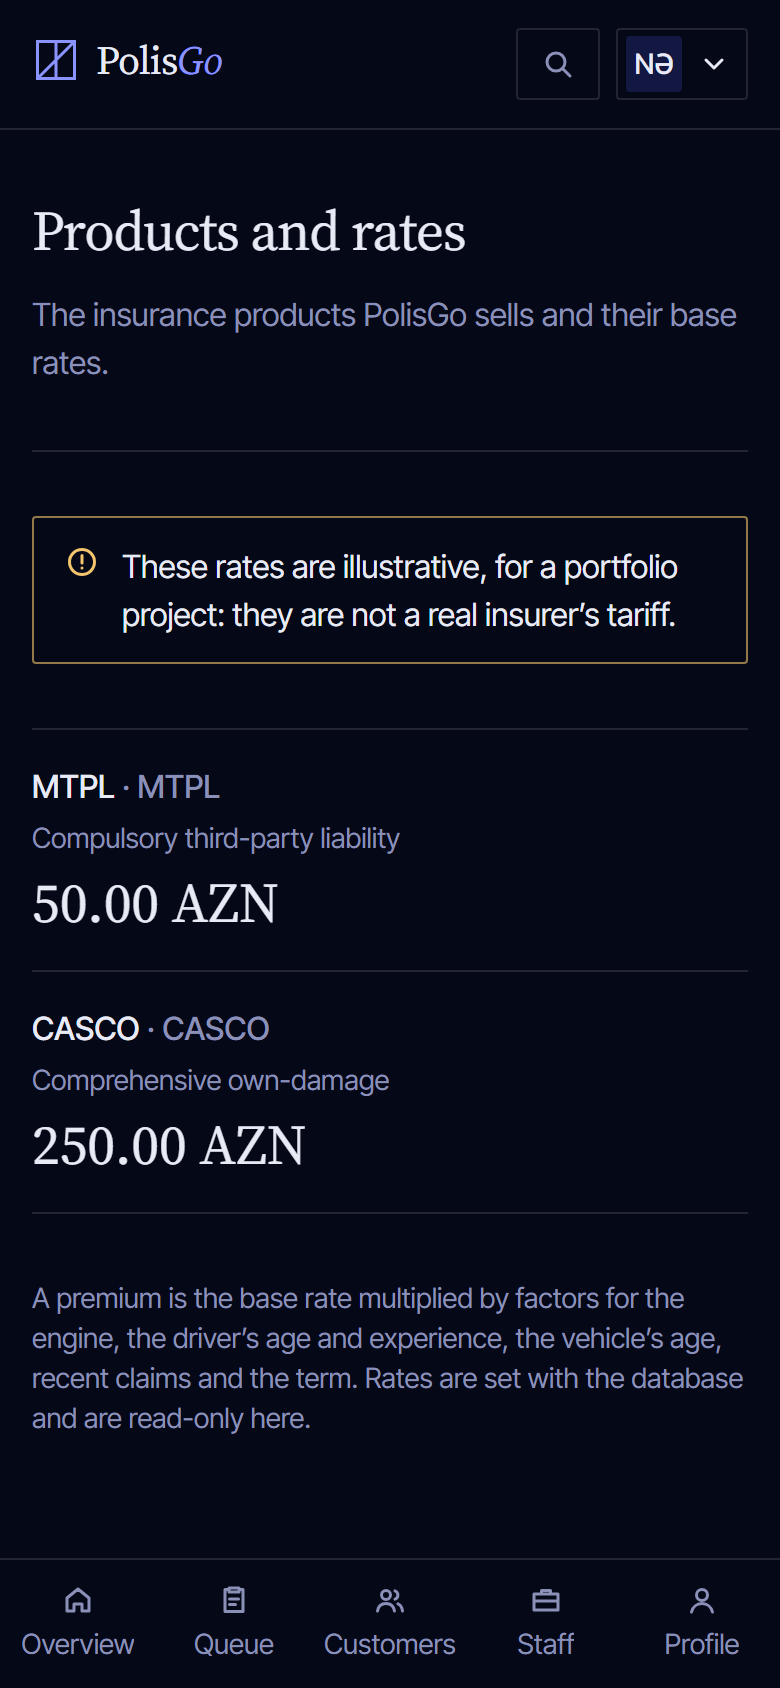 PolisGo
NƏ
Products and rates
The insurance products PolisGo sells and their base
rates.
These rates are illustrative, for a portfolio
project: they are not a real insurer’s tariff.
MTPL · MTPL
Compulsory third-party liability
50.00 AZN
CASCO · CASCO
Comprehensive own-damage
250.00 AZN
A premium is the base rate multiplied by factors for the
engine, the driver’s age and experience, the vehicle’s age,
recent claims and the term. Rates are set with the database
and are read-only here.
Overview Queue Customers Staff Profile